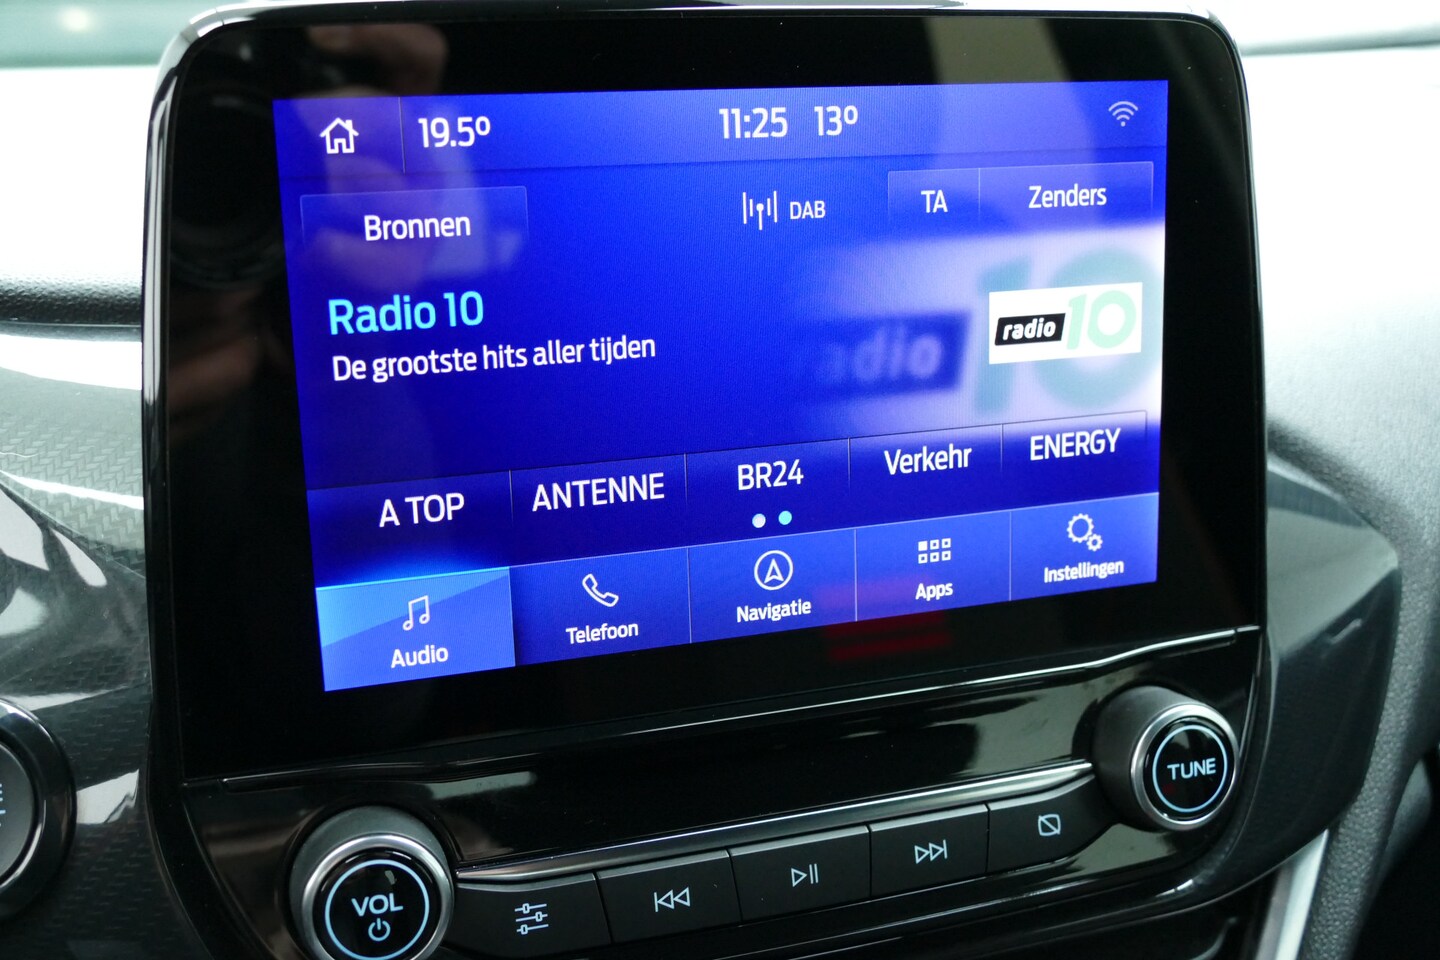 19.5º
11:25 13º
Bronnen
DAB
TA
Zenders
Radio 10
De grootste hits aller tijden
radio 10
A TOP
ANTENNE
BR24
Verkehr
ENERGY
Audio
Telefoon
Navigatie
Apps
Instellingen
VOL
TUNE